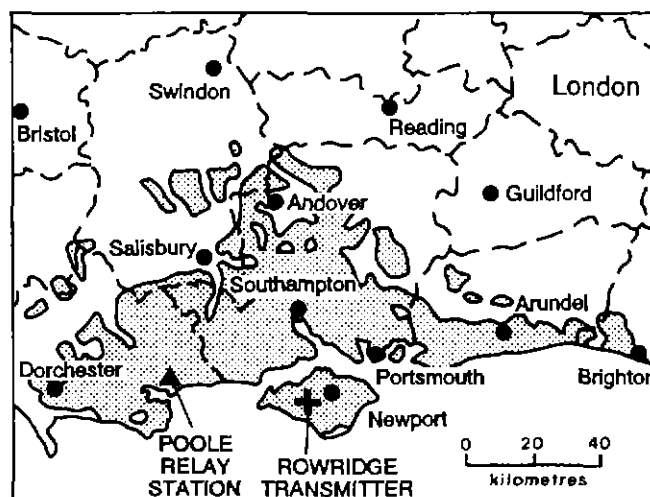 Swindon
London
Bristol
Reading
Andover
Guildford
Salisbury
Southampton
Arundel
Dorchester
Portsmouth
Brighton
Newport
POOLE
RELAY
STATION
ROWRIDGE
TRANSMITTER
0 20 40
kilometres